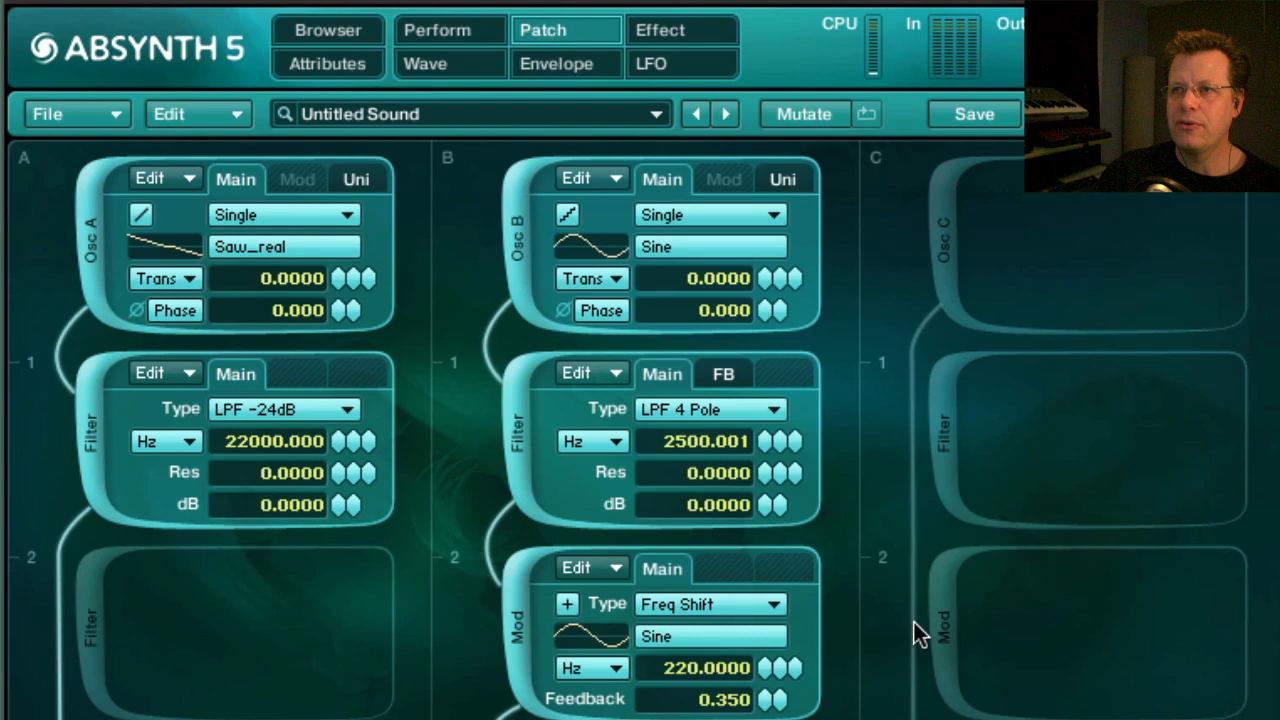 ABSYNTH 5
Browser Perform Patch Effect
Attributes Wave Envelope LFO
CPU In Out
File Edit Untitled Sound Mutate Save
A B C
Osc A Edit Main Mod Uni
Single
Saw_real
Trans 0.0000
Ø Phase 0.000
Osc B Edit Main Mod Uni
Single
Sine
Trans 0.0000
Ø Phase 0.000
Osc C
1 1 1
Filter Edit Main
Type LPF -24dB
Hz 22000.000
Res 0.0000
dB 0.0000
Filter Edit Main FB
Type LPF 4 Pole
Hz 2500.001
Res 0.0000
dB 0.0000
Filter
2 2 2
Filter
Mod Edit Main
+ Type Freq Shift
Sine
Hz 220.0000
Feedback 0.350
Mod